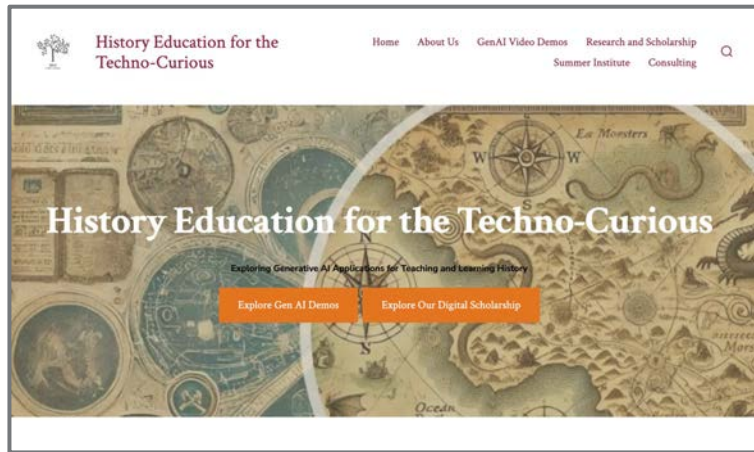 History Education for the
Techno-Curious
Home About Us GenAI Video Demos Research and Scholarship
Summer Institute Consulting
Eea Monsters
W W
S
History Education for the Techno-Curious
N
Exploring Generative AI Applications for Teaching and Learning History
Explore Gen AI Demos Explore Our Digital Scholarship
S
Ocean